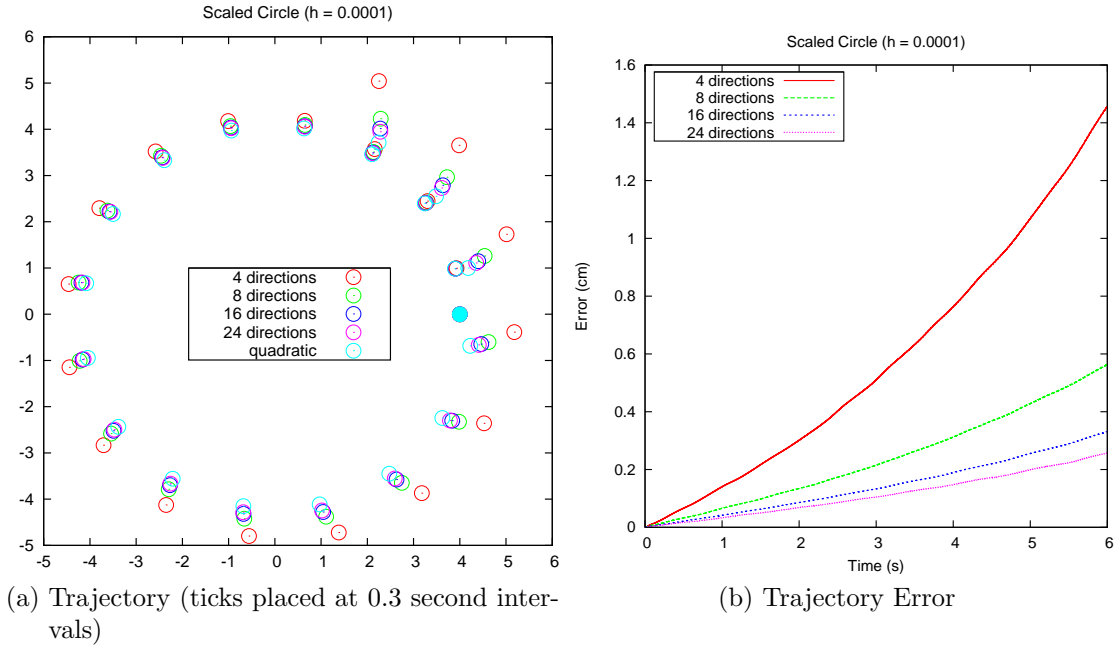 Scaled Circle (h = 0.0001)
6
5
4
3
2
1
0
-1
-2
-3
-4
-5
-5 -4 -3 -2 -1 0 1 2 3 4 5 6
4 directions
8 directions
16 directions
24 directions
quadratic
(a) Trajectory (ticks placed at 0.3 second inter-
vals)
Scaled Circle (h = 0.0001)
1.6
1.4
1.2
1
0.8
0.6
0.4
0.2
0
Error (cm)
4 directions
8 directions
16 directions
24 directions
0 1 2 3 4 5 6
Time (s)
(b) Trajectory Error